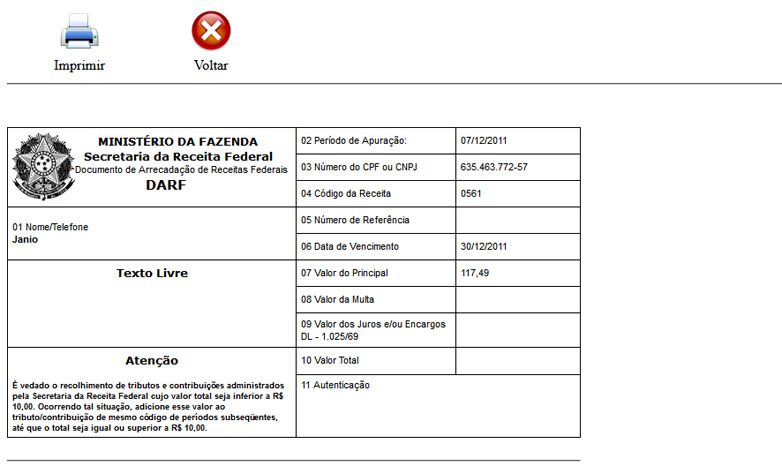 Imprimir
Voltar
MINISTÉRIO DA FAZENDA
Secretaria da Receita Federal
Documento de Arrecadação de Receitas Federais
DARF
02 Período de Apuração:
07/12/2011
03 Número do CPF ou CNPJ
635.463.772-57
04 Código da Receita
0561
01 Nome/Telefone
Janio
05 Número de Referência
06 Data de Vencimento
30/12/2011
Texto Livre
07 Valor do Principal
117,49
08 Valor da Multa
09 Valor dos Juros e/ou Encargos
DL - 1.025/69
Atenção
É vedado o recolhimento de tributos e contribuições administrados
pela Secretaria da Receita Federal cujo valor total seja inferior a R$
10,00. Ocorrendo tal situação, adicione esse valor ao
tributo/contribuição de mesmo código de períodos subseqüentes,
até que o total seja igual ou superior a R$ 10,00.
10 Valor Total
11 Autenticação